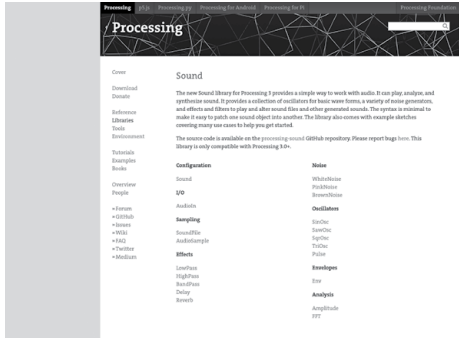 Processing p5.js Processing.py Processing for Android Processing for Pi Processing Foundation
Processing
Cover
Download
Donate
Reference
Libraries
Tools
Environment
Tutorials
Examples
Books
Overview
People
» Forum
» GitHub
» Issues
» Wiki
» FAQ
» Twitter
» Medium
Sound
The new Sound library for Processing 3 provides a simple way to work with audio. It can play, analyze, and
synthesize sound. It provides a collection of oscillators for basic wave forms, a variety of noise generators,
and effects and filters to play and alter sound files and other generated sounds. The syntax is minimal to
make it easy to patch one sound object into another. The library also comes with example sketches
covering many use cases to help you get started.
The source code is available on the processing-sound GitHub repository. Please report bugs here. This
library is only compatible with Processing 3.0+.
Configuration
Sound
I/O
AudioIn
Sampling
SoundFile
AudioSample
Effects
LowPass
HighPass
BandPass
Delay
Reverb
Noise
WhiteNoise
PinkNoise
BrownNoise
Oscillators
SinOsc
SawOsc
SqrOsc
TriOsc
Pulse
Envelopes
Env
Analysis
Amplitude
FFT